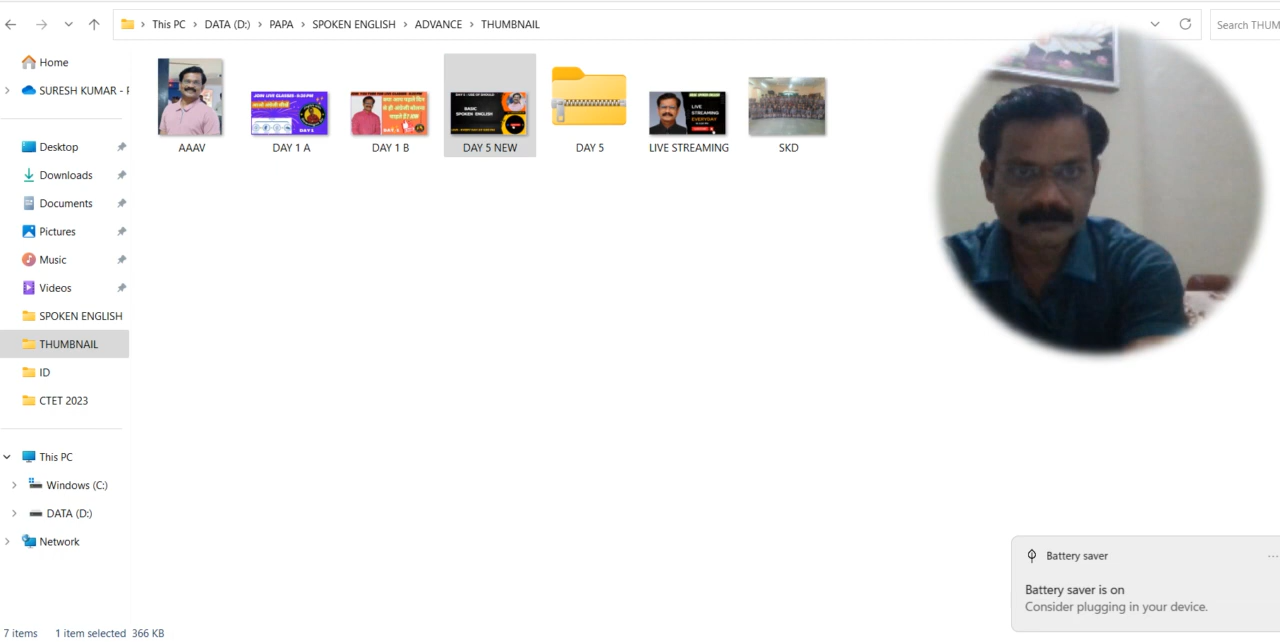 This PC > DATA (D:) > PAPA > SPOKEN ENGLISH > ADVANCE > THUMBNAIL
Search THUM
Home
SURESH KUMAR -
Desktop
Downloads
Documents
Pictures
Music
Videos
SPOKEN ENGLISH
THUMBNAIL
ID
CTET 2023
This PC
Windows (C:)
DATA (D:)
Network
BASIC
SPOKEN ENGLISH
LIVE
STREAMING
EVERYDAY
AAAV
DAY 1 A
DAY 1 B
DAY 5 NEW
DAY 5
LIVE STREAMING
SKD
Battery saver
Battery saver is on
Consider plugging in your device.
7 items 1 item selected 366 KB